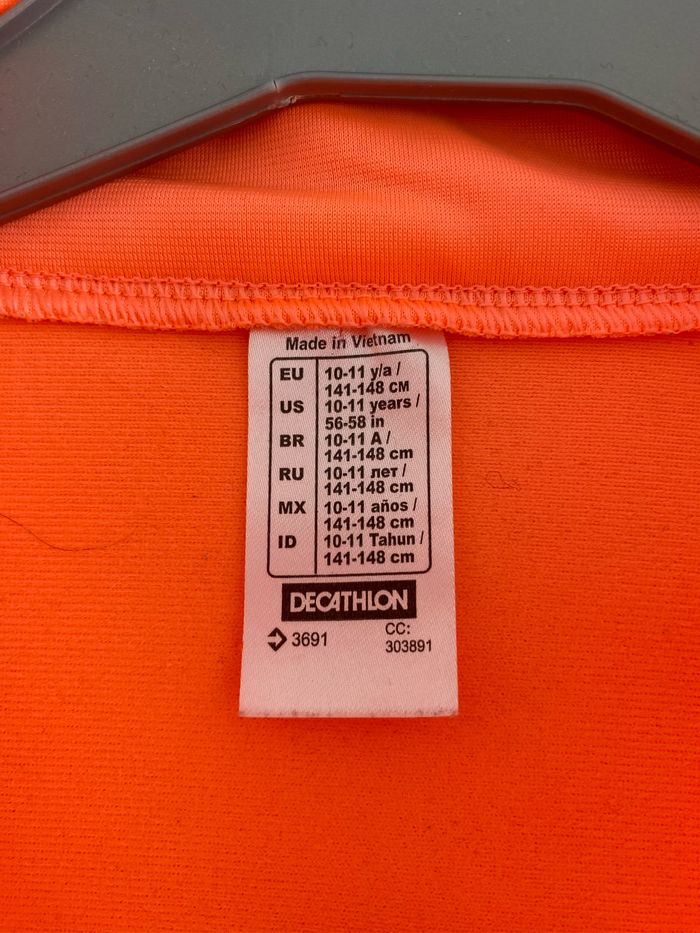 Made in Vietnam
EU 10-11 y/a /
141-148 CM
US 10-11 years /
56-58 in
BR 10-11 A /
141-148 cm
RU 10-11 лет /
141-148 cm
MX 10-11 años /
141-148 cm
ID 10-11 Tahun /
141-148 cm
DECATHLON
3691
CC:
303891